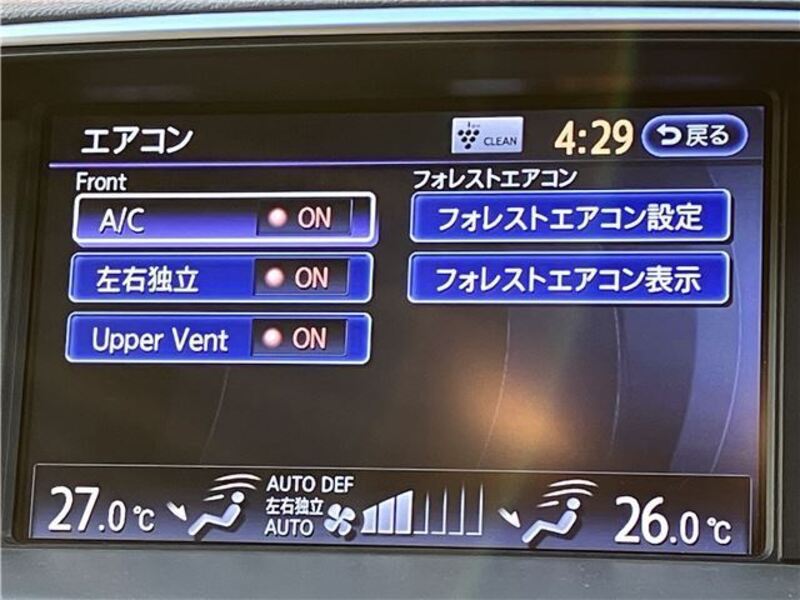 エアコン
CLEAN
4:29
戻る
Front
フォレストエアコン
A/C ON
フォレストエアコン設定
左右独立 ON
フォレストエアコン表示
Upper Vent ON
27.0℃
AUTO DEF
左右独立
AUTO
26.0℃